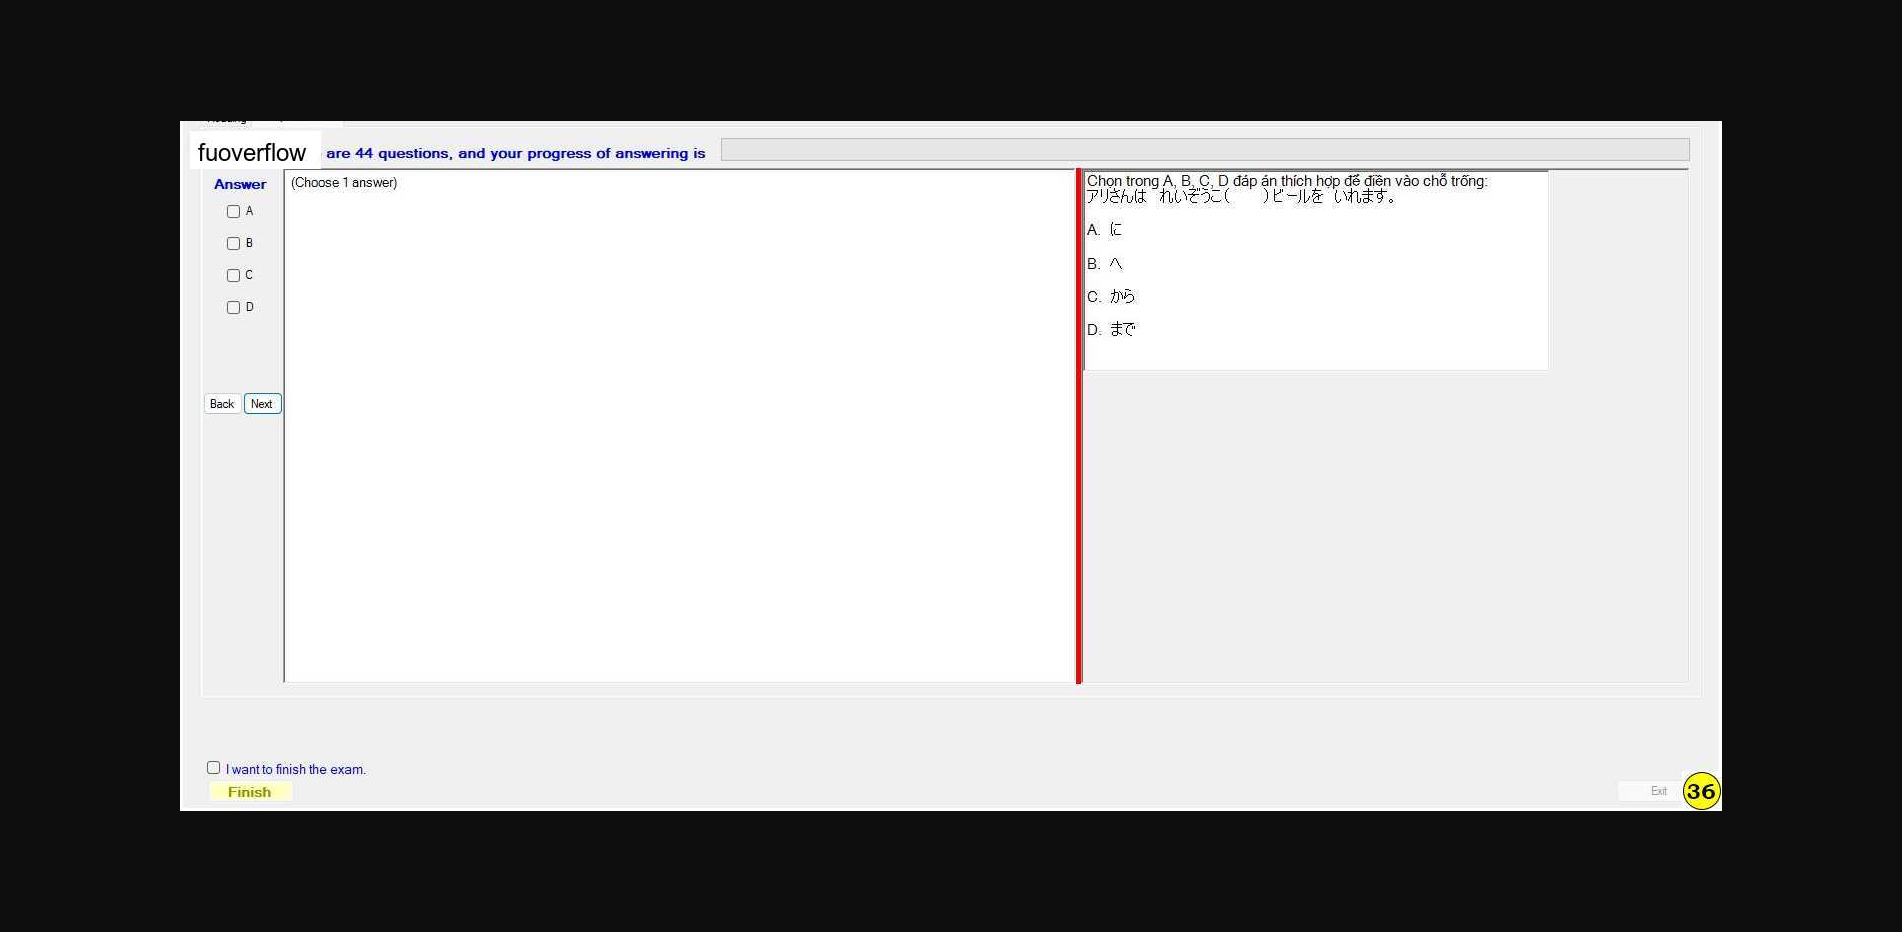 fuoverflow are 44 questions, and your progress of answering is
Answer
(Choose 1 answer)
A
B
C
D
Back Next
Chọn trong A, B, C, D đáp án thích hợp để điền vào chỗ trống:
アリさんは れいぞうこ( )ビールを いれます。
A. に
B. へ
C. から
D. まで
I want to finish the exam.
Finish
Exit
36